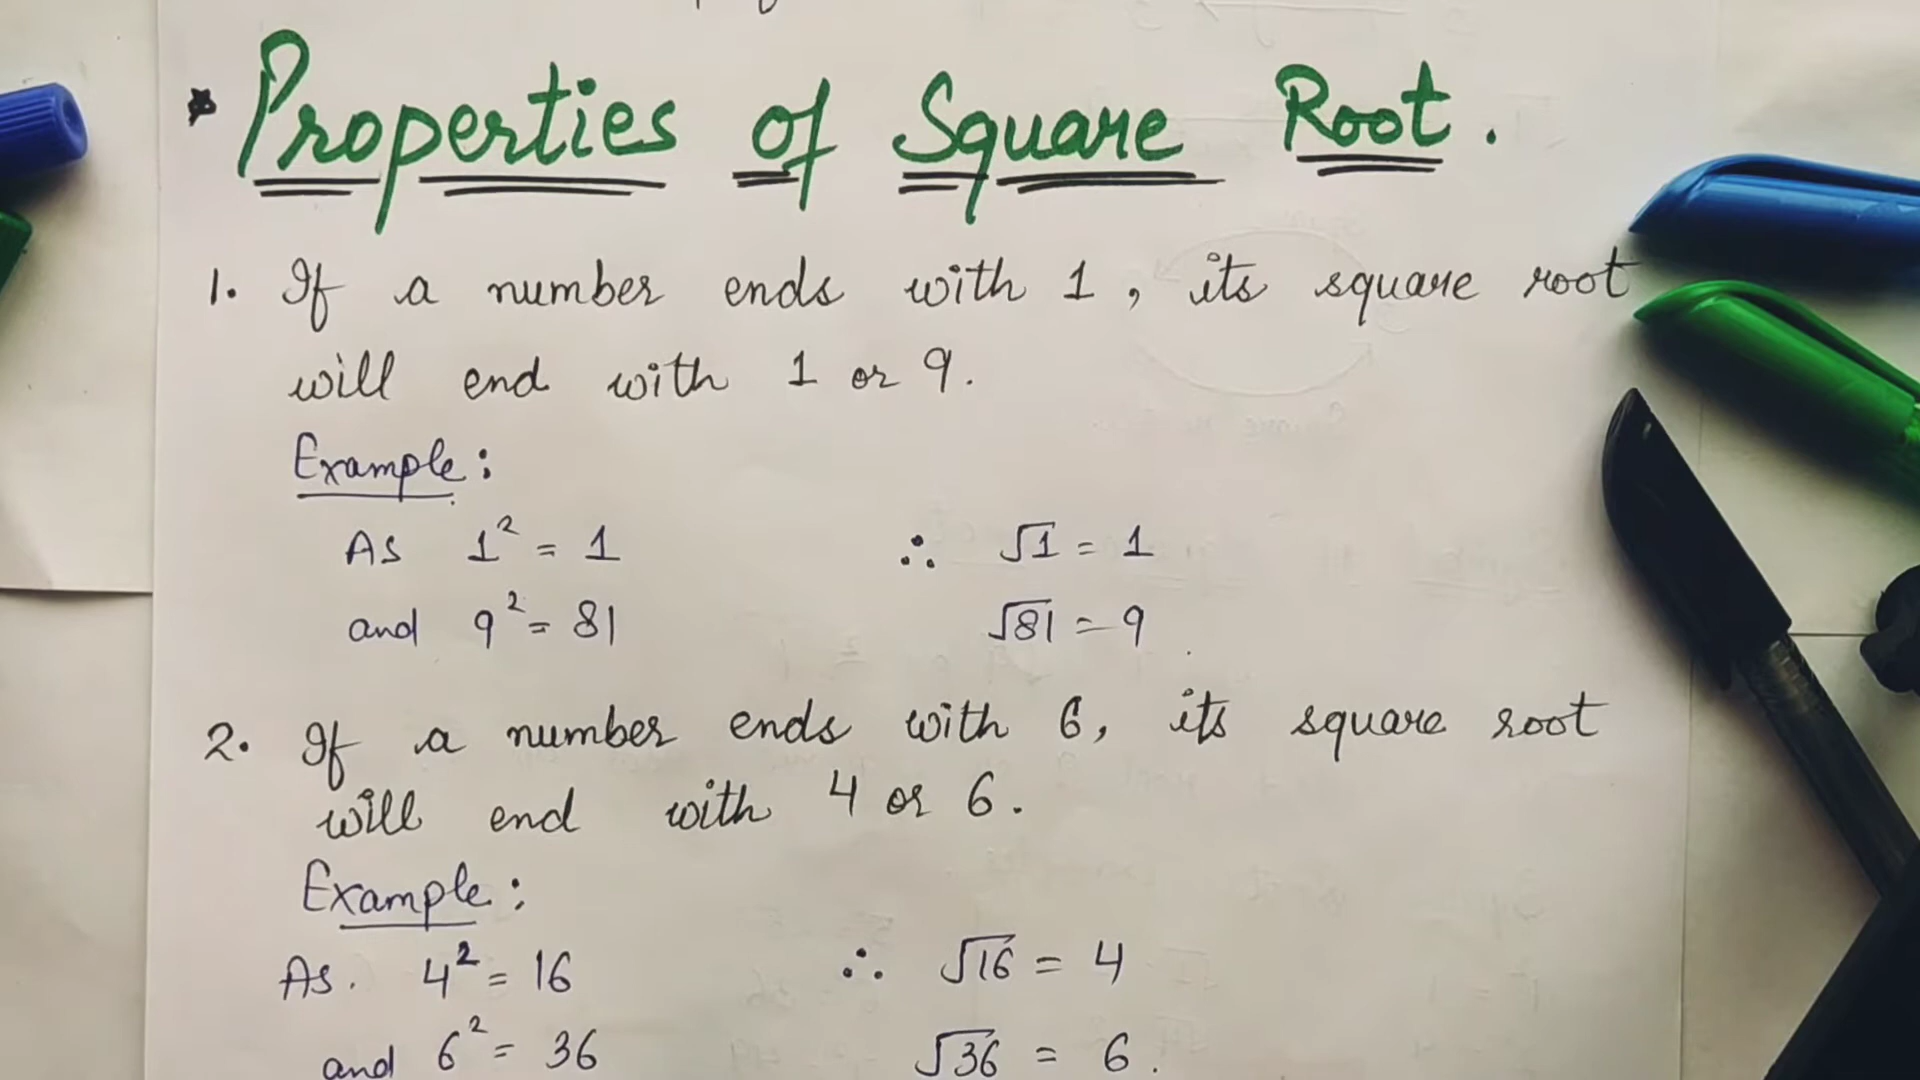 * Properties of Square Root.
1. If a number ends with 1, its square root
will end with 1 or 9.
Example:
As 1² = 1 ∴ √1 = 1
and 9² = 81 √81 = 9
2. If a number ends with 6, its square root
will end with 4 or 6.
Example:
As. 4² = 16 ∴ √16 = 4
and 6² = 36 √36 = 6.